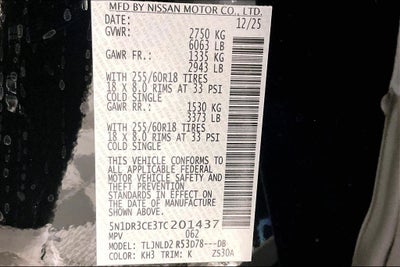 MFD BY NISSAN MOTOR CO., LTD.
DATE: 12/25
GVWR: 2750 KG
6063 LB
GAWR FR.: 1335 KG
2943 LB
WITH 255/60R18 TIRES
18 X 8.0 RIMS AT 33 PSI
COLD SINGLE
GAWR RR.: 1530 KG
3373 LB
WITH 255/60R18 TIRES
18 X 8.0 RIMS AT 33 PSI
COLD SINGLE
THIS VEHICLE CONFORMS TO
ALL APPLICABLE FEDERAL
MOTOR VEHICLE SAFETY AND
THEFT PREVENTION
STANDARDS IN EFFECT ON
THE DATE OF MANUFACTURE
SHOWN ABOVE.
5N1DR3CE3TC201437
MPV 062
MODEL: TLJNLD2 R53D78---DB
COLOR: KH3 TRIM: K ZS30A